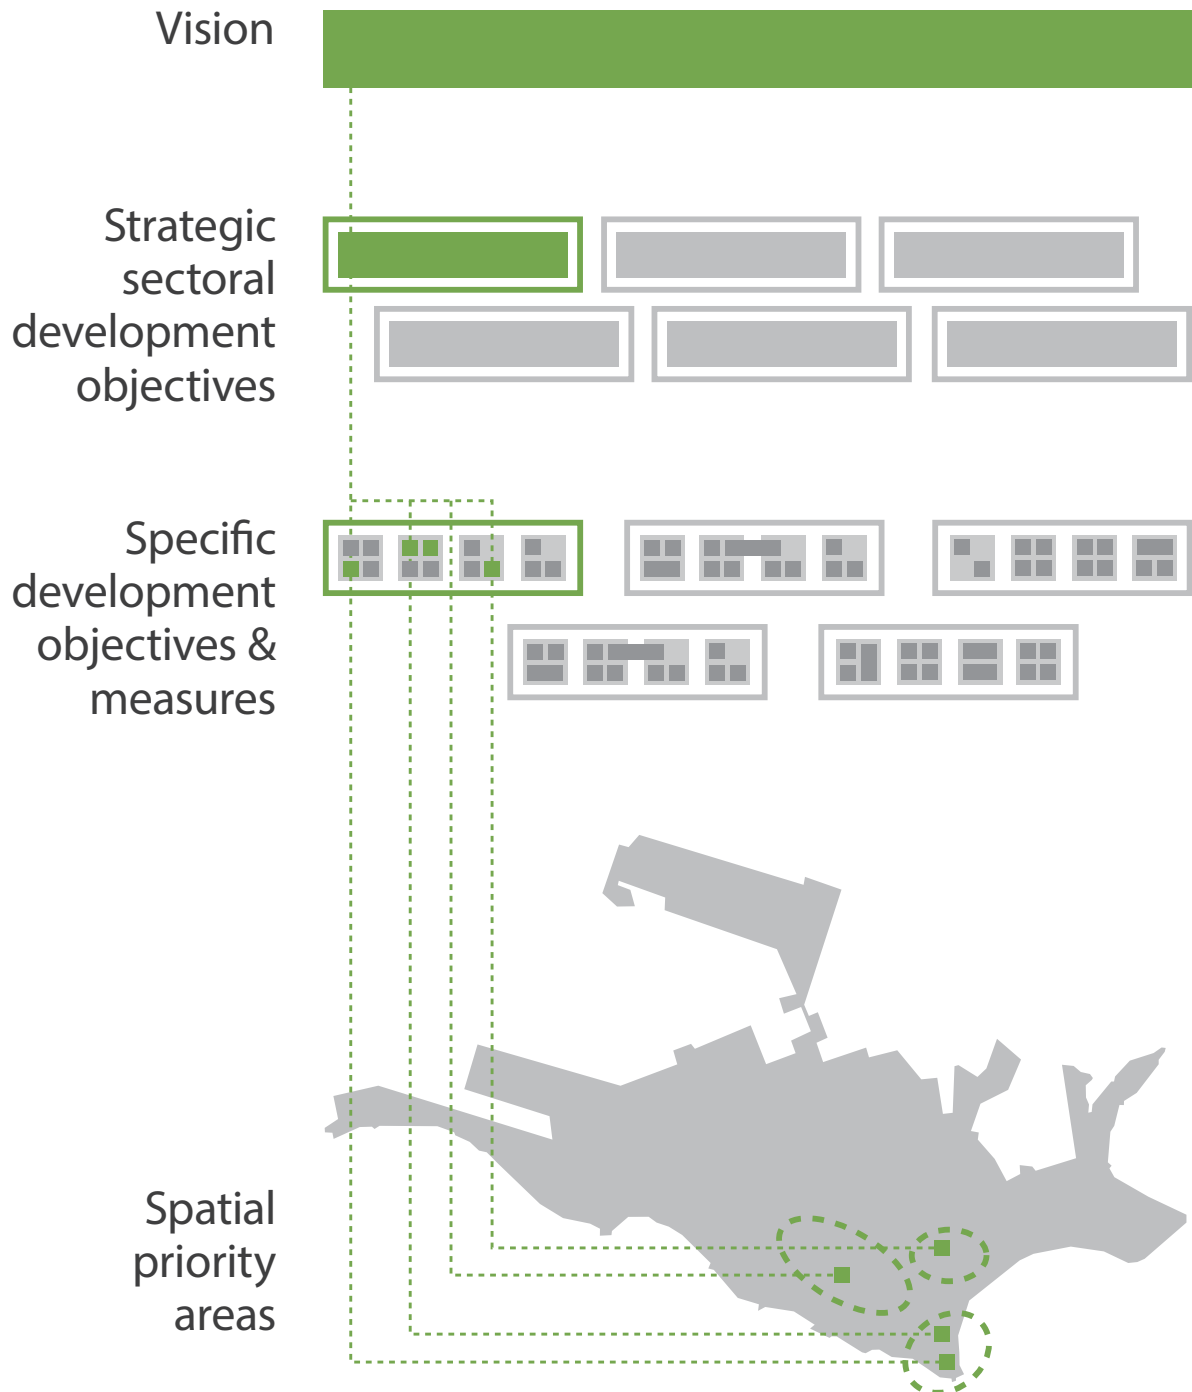 Vision
Strategic
sectoral
development
objectives
Specific
development
objectives &
measures
Spatial
priority
areas